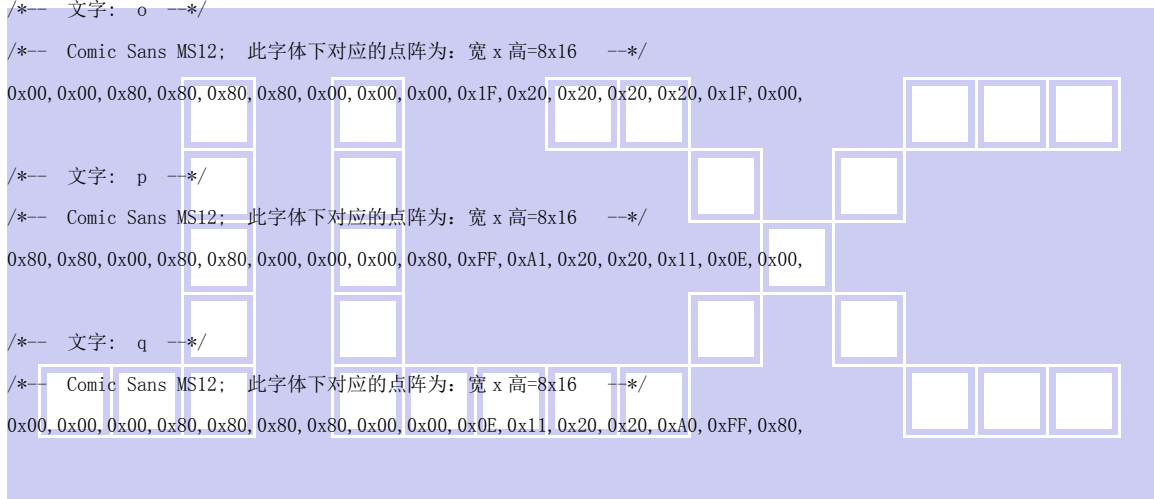 /*--  文字:  o  --*/
/*--  Comic Sans MS12;  此字体下对应的点阵为：宽x高=8x16   --*/
0x00,0x00,0x80,0x80,0x80,0x80,0x00,0x00,0x00,0x1F,0x20,0x20,0x20,0x20,0x1F,0x00,
/*--  文字:  p  --*/
/*--  Comic Sans MS12;  此字体下对应的点阵为：宽x高=8x16   --*/
0x80,0x80,0x00,0x80,0x80,0x00,0x00,0x00,0x80,0xFF,0xA1,0x20,0x20,0x11,0x0E,0x00,
/*--  文字:  q  --*/
/*--  Comic Sans MS12;  此字体下对应的点阵为：宽x高=8x16   --*/
0x00,0x00,0x00,0x80,0x80,0x80,0x80,0x00,0x00,0x0E,0x11,0x20,0x20,0xA0,0xFF,0x80,